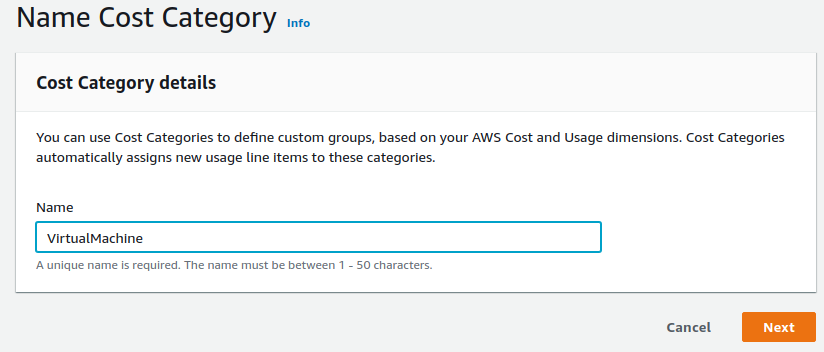 Name Cost Category Info
Cost Category details
You can use Cost Categories to define custom groups, based on your AWS Cost and Usage dimensions. Cost Categories
automatically assigns new usage line items to these categories.
Name
VirtualMachine
A unique name is required. The name must be between 1 - 50 characters.
Cancel Next